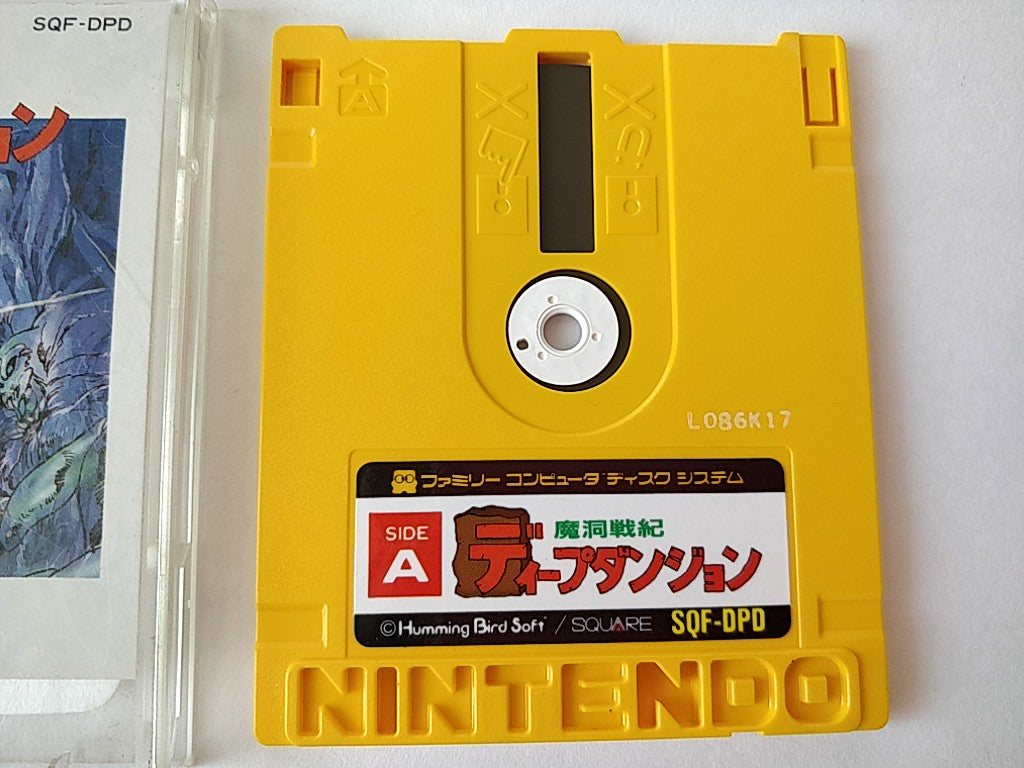 SQF-DPD
ョン
A
L086K17
ファミリー コンピュータ ディスク システム
SIDE
A
魔洞戦紀
ディープダンジョン
© Humming Bird Soft / SQUARE SQF-DPD
NINTENDO